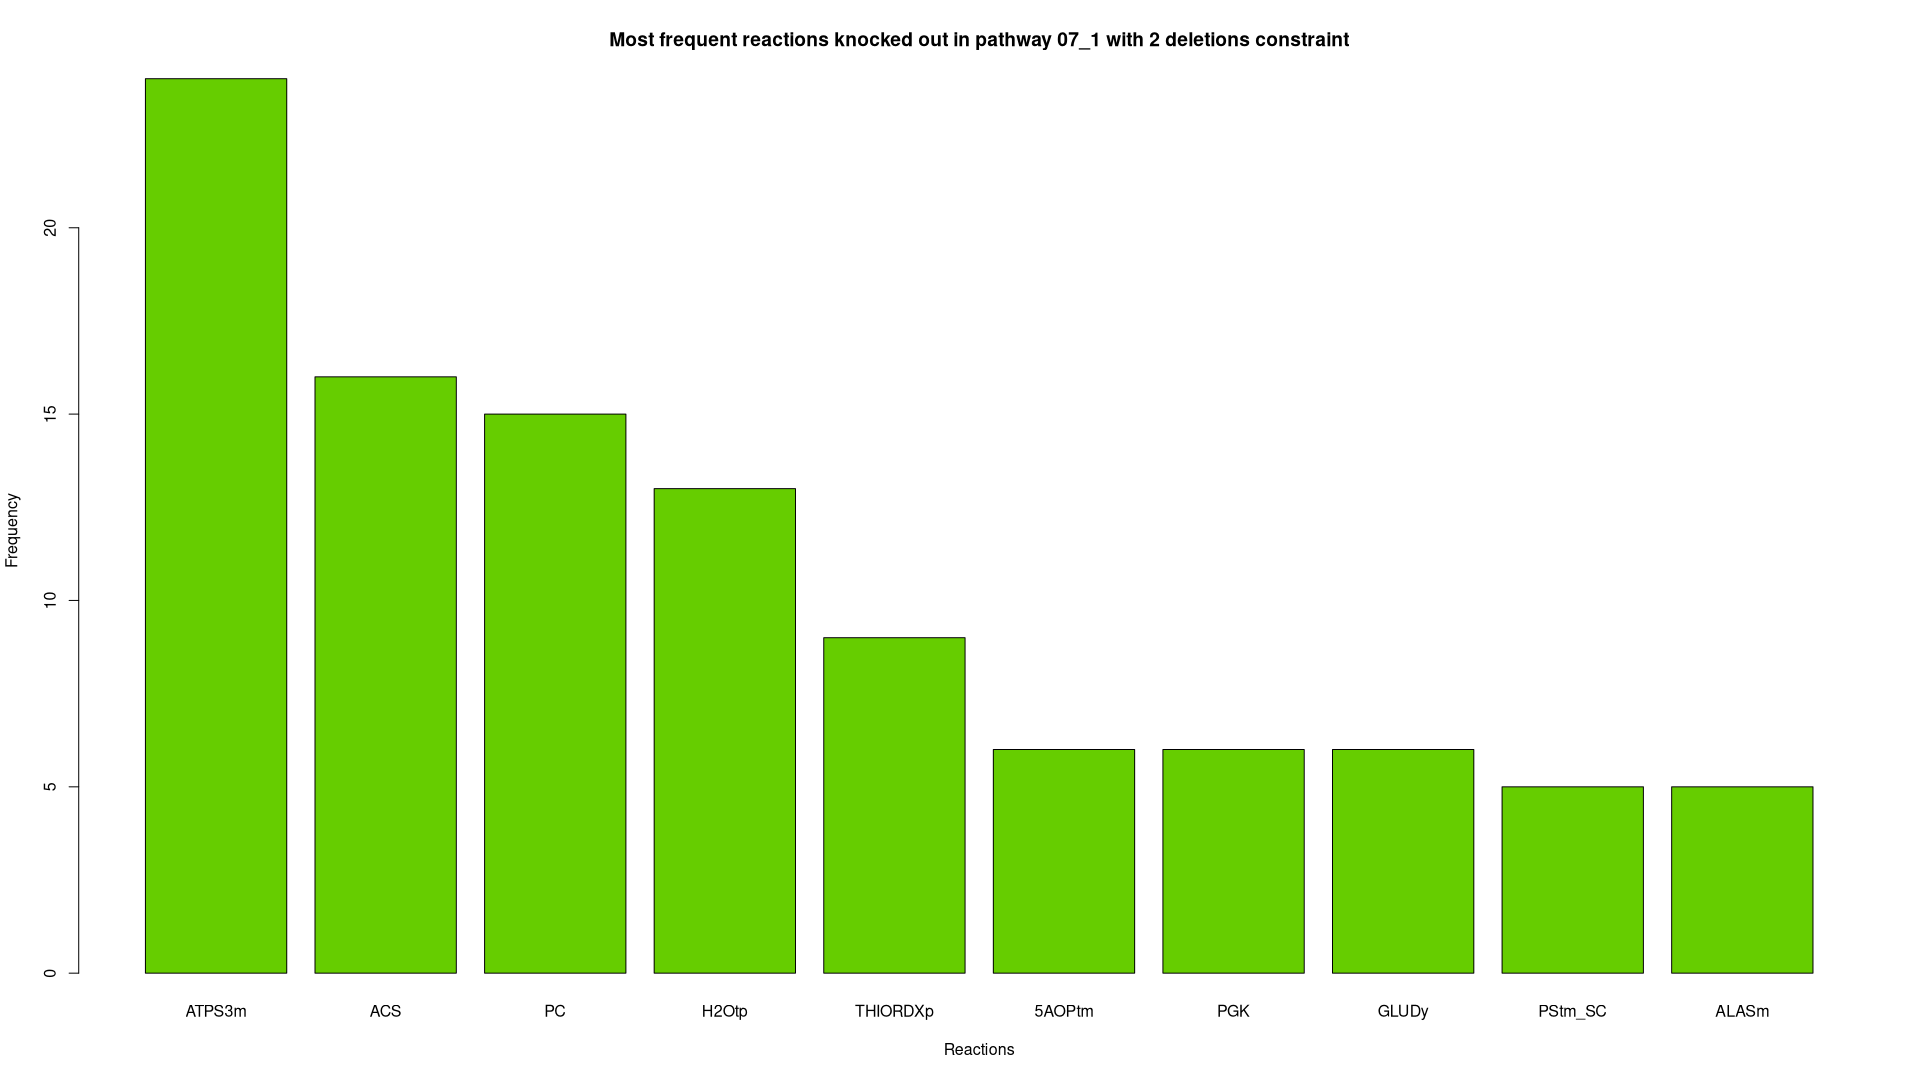 Most frequent reactions knocked out in pathway 07_1 with 2 deletions constraint
Frequency
20
15
10
5
0
ATPS3m ACS PC H2Otp THIORDXp 5AOPtm PGK GLUDy PStm_SC ALASm
Reactions